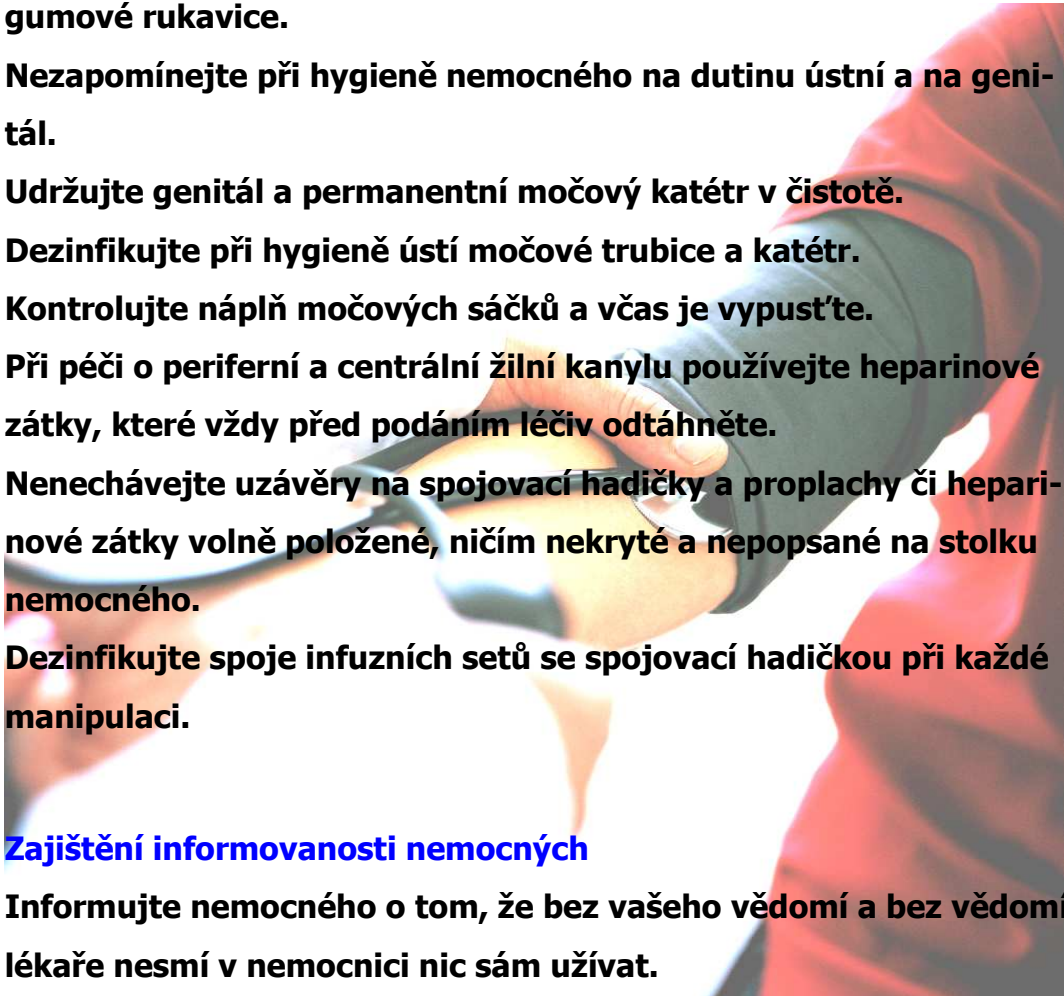 gumové rukavice.
Nezapomínejte při hygieně nemocného na dutinu ústní a na geni-
tál.
Udržujte genitál a permanentní močový katétr v čistotě.
Dezinfikujte při hygieně ústí močové trubice a katétr.
Kontrolujte náplň močových sáčků a včas je vypusťte.
Při péči o periferní a centrální žilní kanylu používejte heparinové
zátky, které vždy před podáním léčiv odtáhněte.
Nenechávejte uzávěry na spojovací hadičky a proplachy či hepari-
nové zátky volně položené, ničím nekryté a nepopsané na stolku
nemocného.
Dezinfikujte spoje infuzních setů se spojovací hadičkou při každé
manipulaci.
Zajištění informovanosti nemocných
Informujte nemocného o tom, že bez vašeho vědomí a bez vědomí
lékaře nesmí v nemocnici nic sám užívat.